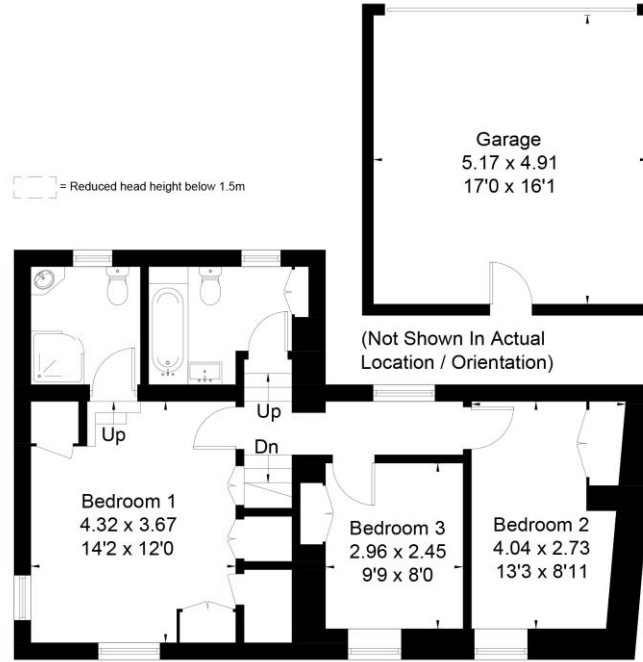 Garage
5.17 x 4.91
17'0 x 16'1
= Reduced head height below 1.5m
(Not Shown In Actual
Location / Orientation)
Up
Up
Dn
Bedroom 1
4.32 x 3.67
14'2 x 12'0
Bedroom 3
2.96 x 2.45
9'9 x 8'0
Bedroom 2
4.04 x 2.73
13'3 x 8'11